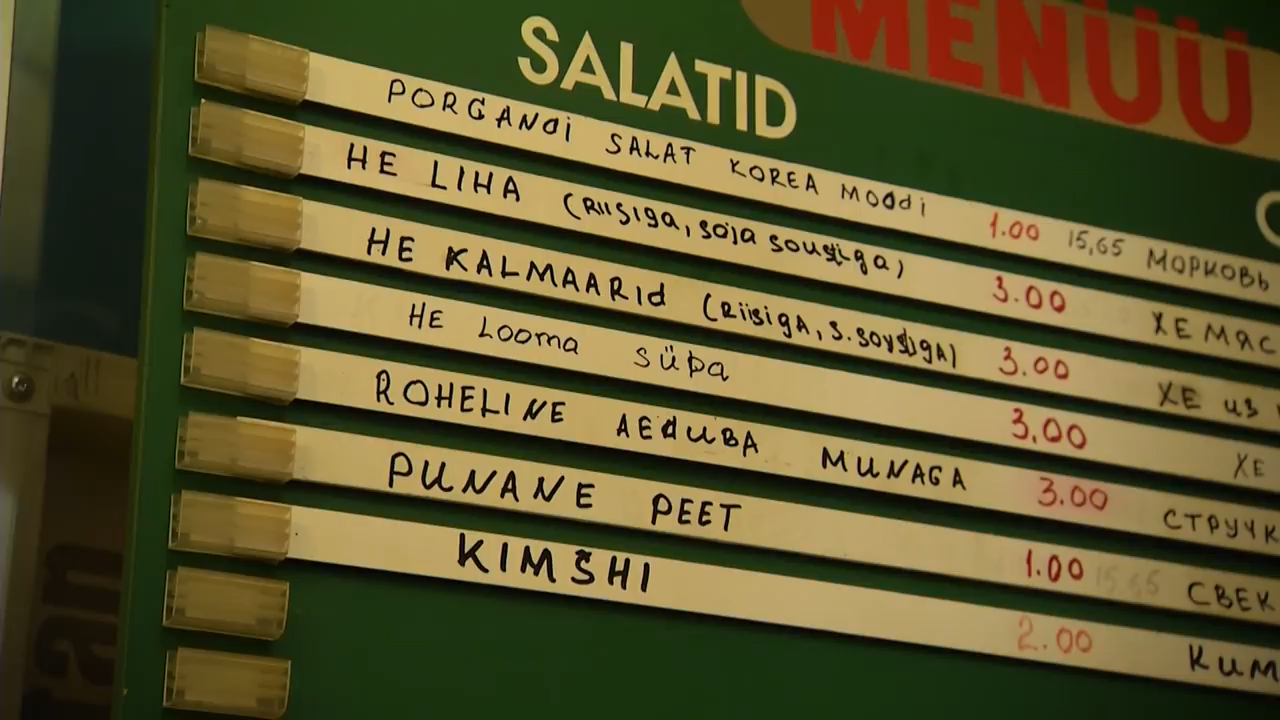 MENÜÜ
SALATID
PORGANDI SALAT KOREA MOODI 1.00 15,65 МОРКОВЬ
HE LIHA (RIISIGA, SOJA SOUSIGA) 3.00 ХЕ МЯС
HE KALMAARID (RIISIGA, S.SOUSIGA) 3.00 ХЕ ИЗ
HE LOOMA SÜDA 3.00 ХЕ
ROHELINE AEDUBA MUNAGA 3.00 СТРУЧК
PUNANE PEET 1.00 15.65 СВЕК
KIMŠHI 2.00 КИМ